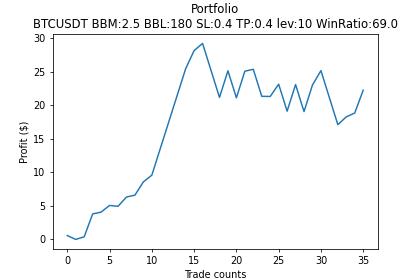 Portfolio
BTCUSDT BBM:2.5 BBL:180 SL:0.4 TP:0.4 lev:10 WinRatio:69.0
30
25
20
15
10
5
0
Profit ($)
0 5 10 15 20 25 30 35
Trade counts